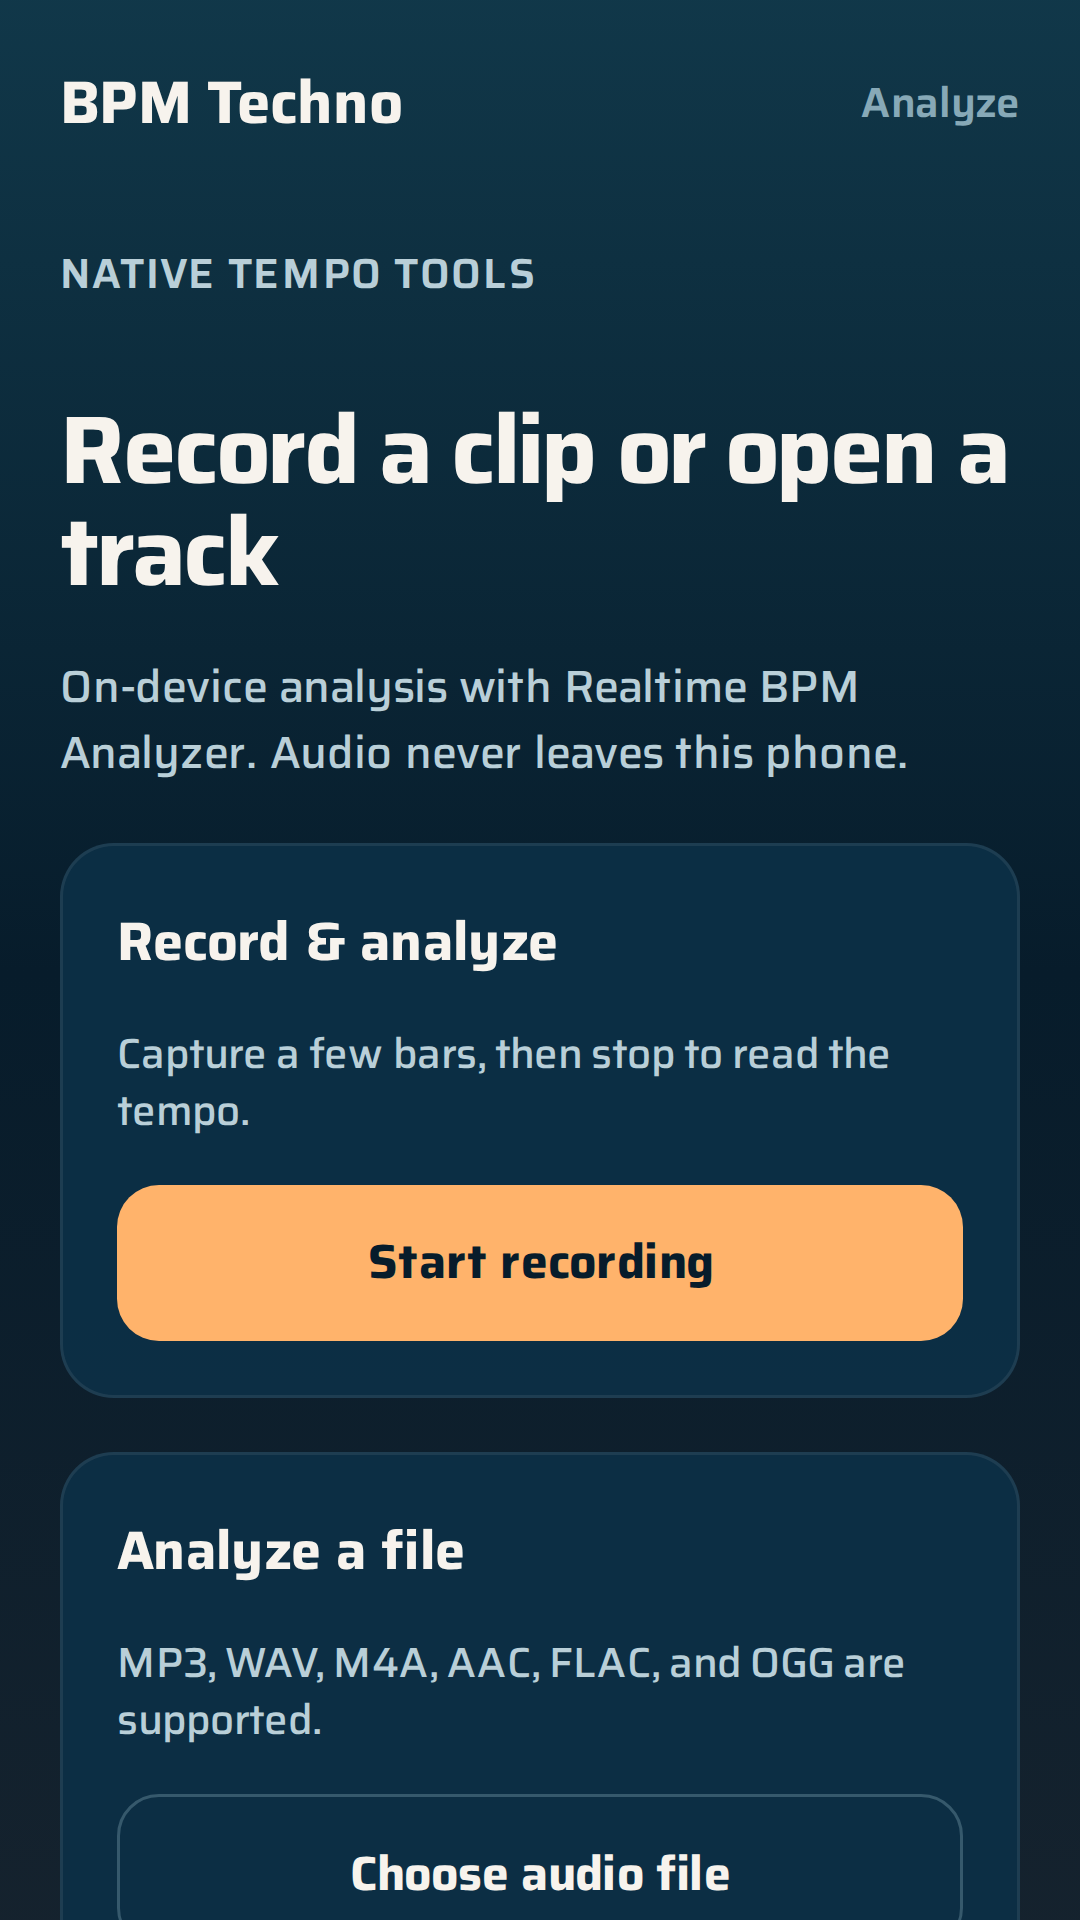 BPM Techno
Analyze
NATIVE TEMPO TOOLS
Record a clip or open a
track
On-device analysis with Realtime BPM
Analyzer. Audio never leaves this phone.
Record & analyze
Capture a few bars, then stop to read the
tempo.
Start recording
Analyze a file
MP3, WAV, M4A, AAC, FLAC, and OGG are
supported.
Choose audio file